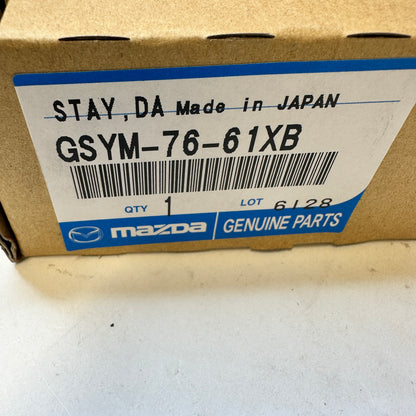 STAY,DA Made in JAPAN
GSYM-76-61XB
QTY 1 LOT 6128
mazda GENUINE PARTS